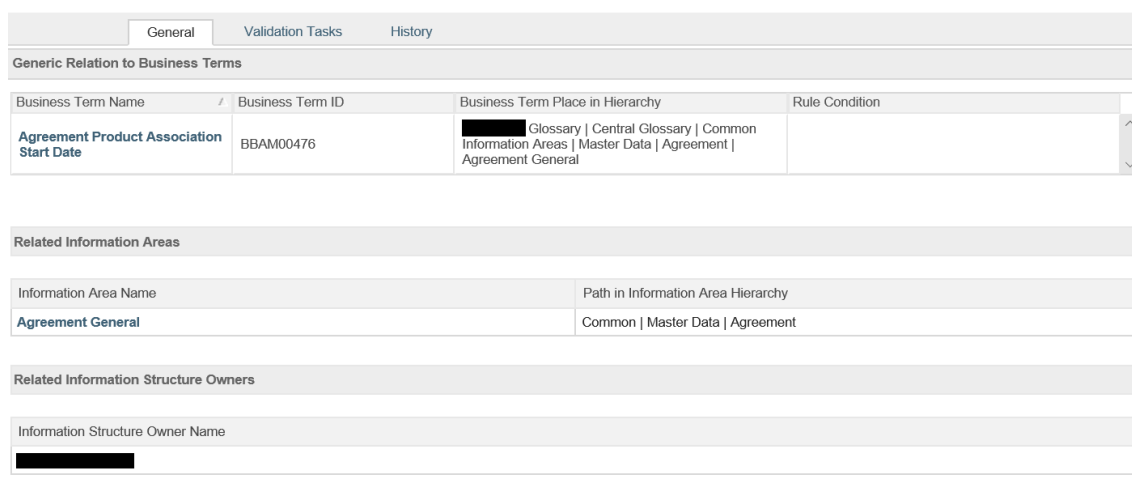 General Validation Tasks History
Generic Relation to Business Terms
Business Term Name Business Term ID Business Term Place in Hierarchy Rule Condition
Agreement Product Association
Start Date
BBAM00476
Glossary | Central Glossary | Common
Information Areas | Master Data | Agreement |
Agreement General
Related Information Areas
Information Area Name Path in Information Area Hierarchy
Agreement General Common | Master Data | Agreement
Related Information Structure Owners
Information Structure Owner Name